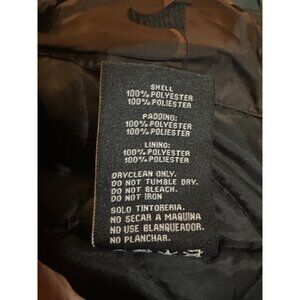 SHELL
100% POLYESTER
100% POLIESTER
PADDING:
100% POLYESTER
100% POLIESTER
LINING:
100% POLYESTER
100% POLIESTER
DRYCLEAN ONLY.
DO NOT TUMBLE DRY.
DO NOT BLEACH.
DO NOT IRON
SOLO TINTORERIA.
NO SECAR A MAQUINA
NO USE BLANQUEADOR.
NO PLANCHAR.